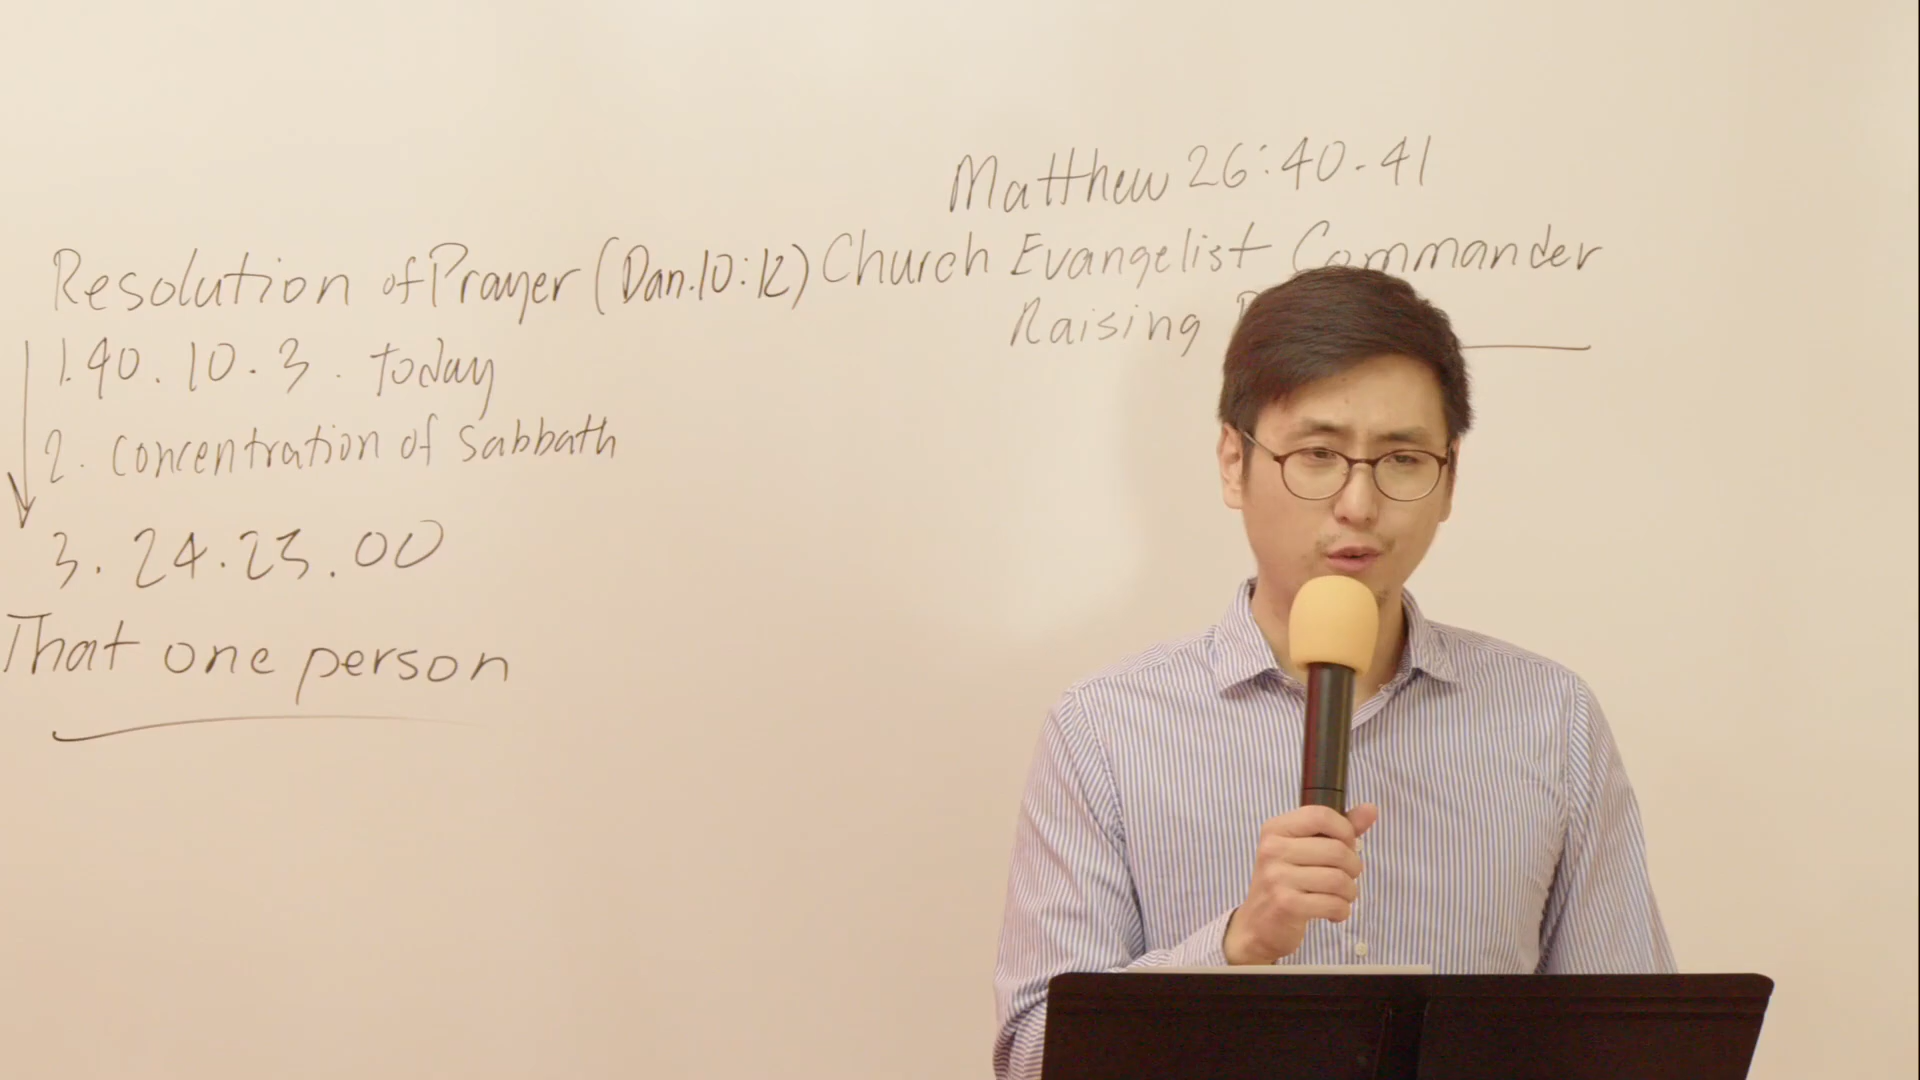 Matthew 26:40-41
Resolution of Prayer (Dan.10:12) Church Evangelist Commander
Raising
1. 40. 10. 3. today
2. concentration of Sabbath
3. 24. 25. 00
That one person